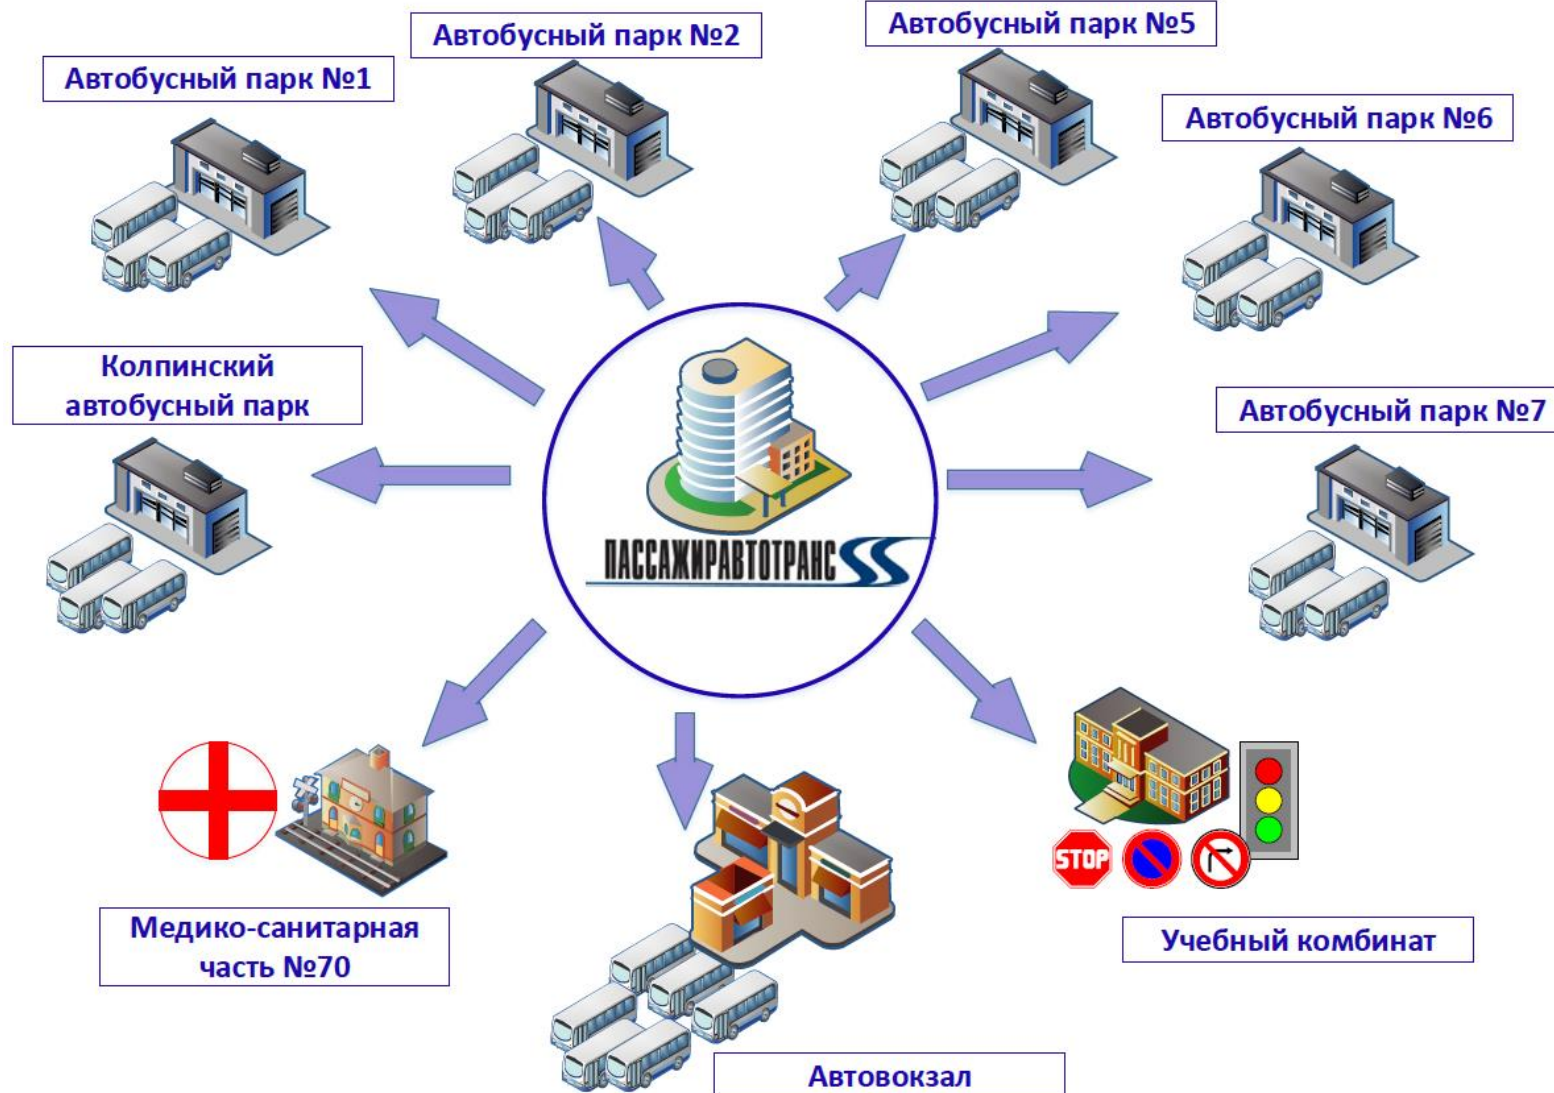 Автобусный парк №1
Автобусный парк №2
Автобусный парк №5
Автобусный парк №6
Колпинский
автобусный парк
Автобусный парк №7
ПАССАЖИРАВТОТРАНС
STOP
Медико-санитарная
часть №70
Учебный комбинат
Автовокзал